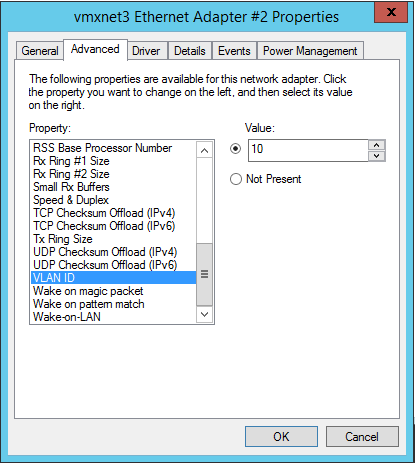 vmxnet3 Ethernet Adapter #2 Properties
x
General Advanced Driver Details Events Power Management
The following properties are available for this network adapter. Click
the property you want to change on the left, and then select its value
on the right.
Property:
RSS Base Processor Number
Rx Ring #1 Size
Rx Ring #2 Size
Small Rx Buffers
Speed & Duplex
TCP Checksum Offload (IPv4)
TCP Checksum Offload (IPv6)
Tx Ring Size
UDP Checksum Offload (IPv4)
UDP Checksum Offload (IPv6)
VLAN ID
Wake on magic packet
Wake on pattern match
Wake-on-LAN
Value:
10
Not Present
OK Cancel